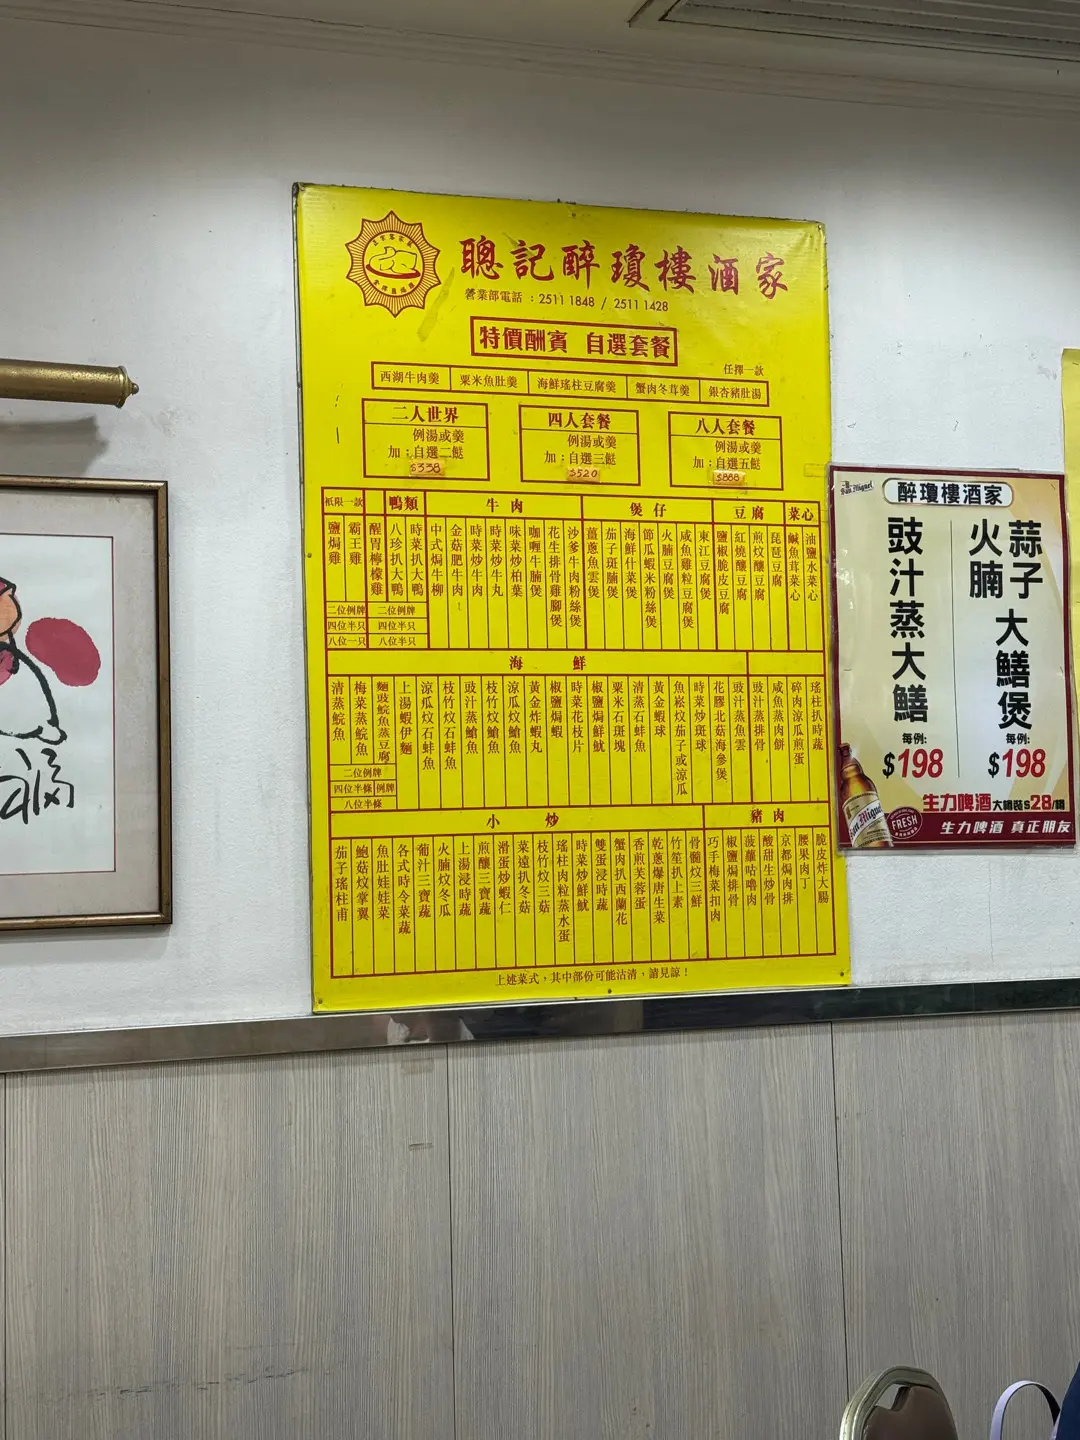 聰記醉瓊樓酒家
營業部電話：2511 1848 / 2511 1428
特價酬賓 自選套餐
任擇一款
西湖牛肉羹 粟米魚肚羹 海鮮瑤柱豆腐羹 蟹肉冬茸羹 銀杏豬肚湯
二人世界
例湯或羹
加：自選二餸
$338
四人套餐
例湯或羹
加：自選三餸
$520
八人套餐
例湯或羹
加：自選五餸
$888
祇限一款
鹽焗雞
霸王雞
醒胃檸檬雞
二位例牌
四位半只
八位一只
鴨類
八珍扒大鴨
時菜扒大鴨
二位例牌
四位半只
八位半只
牛肉
中式焗牛柳
金菇肥牛肉
時菜炒牛肉
時菜炒牛丸
味菜炒柏葉
咖喱牛腩煲
花生排骨雞腳煲
沙爹牛肉粉絲煲
煲仔
薑蔥魚雲煲
茄子斑腩煲
海鮮什菜煲
節瓜蝦米粉絲煲
火腩豆腐煲
咸魚雞粒豆腐煲
東江豆腐煲
豆腐
鹽椒脆皮豆腐
紅燒釀豆腐
煎炆釀豆腐
琵琶豆腐
菜心
鹹魚茸菜心
油鹽水菜心
海鮮
清蒸鯇魚
梅菜蒸鯇魚
麵豉鯇魚蒸豆腐
二位例牌
四位半條 例牌
八位半條
上湯蝦伊麵
涼瓜炆石蚌魚
枝竹炆石蚌魚
豉汁蒸鱠魚
枝竹炆鱠魚
涼瓜炆鱠魚
黃金炸蝦丸
椒鹽焗蝦
時菜花枝片
椒鹽焗鮮魷
粟米石斑塊
清蒸石蚌魚
黃金蝦球
魚崧炆茄子或涼瓜
時菜炒斑球
花膠北菇海參煲
豉汁蒸魚雲
豉汁蒸排骨
咸魚蒸肉餅
碎肉涼瓜煎蛋
瑤柱扒時蔬
小炒
茄子瑤柱甫
鮑菇炆掌翼
魚肚娃娃菜
各式時令菜蔬
葡汁三寶蔬
火腩炆冬瓜
上湯浸時蔬
煎釀三寶蔬
滑蛋炒蝦仁
菜遠扒冬菇
枝竹炆三菇
瑤柱肉粒蒸水蛋
時菜炒鮮魷
雙蛋浸時蔬
蟹肉扒西蘭花
香煎芙蓉蛋
乾蔥爆唐生菜
竹笙扒上素
骨髓炆三鮮
豬肉
巧手梅菜扣肉
椒鹽焗排骨
菠蘿咕嚕肉
酸甜生炒骨
京都焗肉排
腰果肉丁
脆皮炸大腸
上述菜式，其中部份可能沽清，請見諒！
San Miguel
醉瓊樓酒家
豉汁蒸大鱔
每例:
$198
蒜子
火腩
大鱔煲
每例:
$198
生力啤酒 大樽裝$28/樽
San Miguel
FRESH
生力啤酒 真正朋友